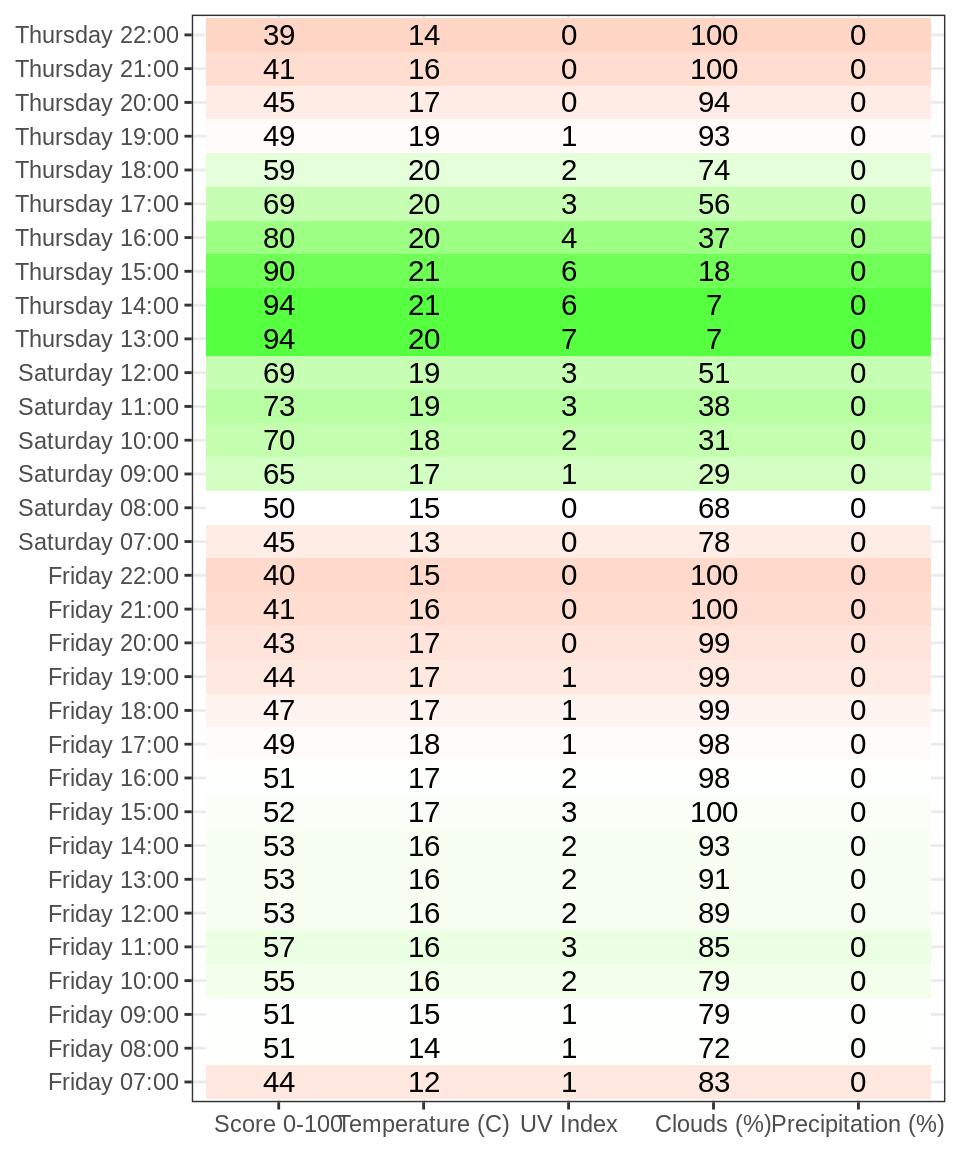 Thursday 22:00 39 14 0 100 0
Thursday 21:00 41 16 0 100 0
Thursday 20:00 45 17 0 94 0
Thursday 19:00 49 19 1 93 0
Thursday 18:00 59 20 2 74 0
Thursday 17:00 69 20 3 56 0
Thursday 16:00 80 20 4 37 0
Thursday 15:00 90 21 6 18 0
Thursday 14:00 94 21 6 7 0
Thursday 13:00 94 20 7 7 0
Saturday 12:00 69 19 3 51 0
Saturday 11:00 73 19 3 38 0
Saturday 10:00 70 18 2 31 0
Saturday 09:00 65 17 1 29 0
Saturday 08:00 50 15 0 68 0
Saturday 07:00 45 13 0 78 0
Friday 22:00 40 15 0 100 0
Friday 21:00 41 16 0 100 0
Friday 20:00 43 17 0 99 0
Friday 19:00 44 17 1 99 0
Friday 18:00 47 17 1 99 0
Friday 17:00 49 18 1 98 0
Friday 16:00 51 17 2 98 0
Friday 15:00 52 17 3 100 0
Friday 14:00 53 16 2 93 0
Friday 13:00 53 16 2 91 0
Friday 12:00 53 16 2 89 0
Friday 11:00 57 16 3 85 0
Friday 10:00 55 16 2 79 0
Friday 09:00 51 15 1 79 0
Friday 08:00 51 14 1 72 0
Friday 07:00 44 12 1 83 0
Score 0-100 Temperature (C) UV Index Clouds (%) Precipitation (%)